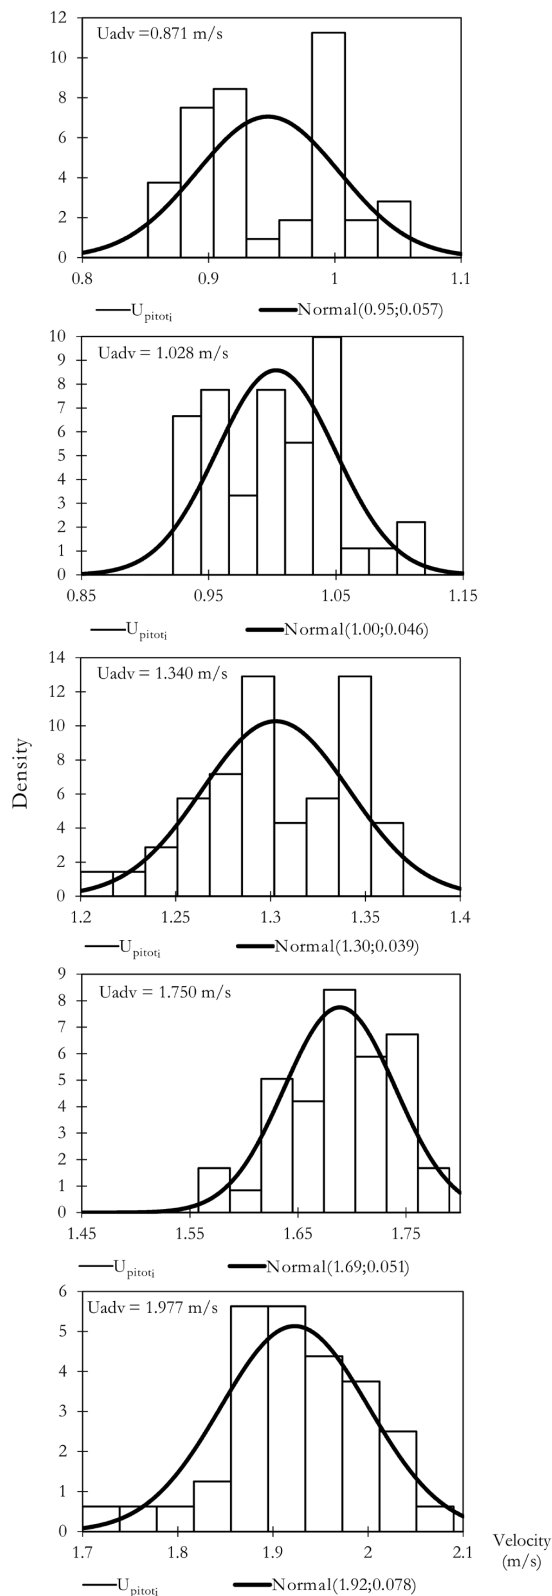 12
Uadv =0.871 m/s
10
8
6
4
2
0
0.8 0.9 1 1.1
U pitoti Normal(0.95;0.057)
10
Uadv = 1.028 m/s
9
8
7
6
5
4
3
2
1
0
0.85 0.95 1.05 1.15
U pitoti Normal(1.00;0.046)
14
Uadv = 1.340 m/s
12
10
8
6
4
2
0
Density
1.2 1.25 1.3 1.35 1.4
U pitoti Normal(1.30;0.039)
9
Uadv = 1.750 m/s
8
7
6
5
4
3
2
1
0
1.45 1.55 1.65 1.75
U pitoti Normal(1.69;0.051)
6
Uadv = 1.977 m/s
5
4
3
2
1
0
1.7 1.8 1.9 2 2.1
Velocity
(m/s)
U pitoti Normal(1.92;0.078)